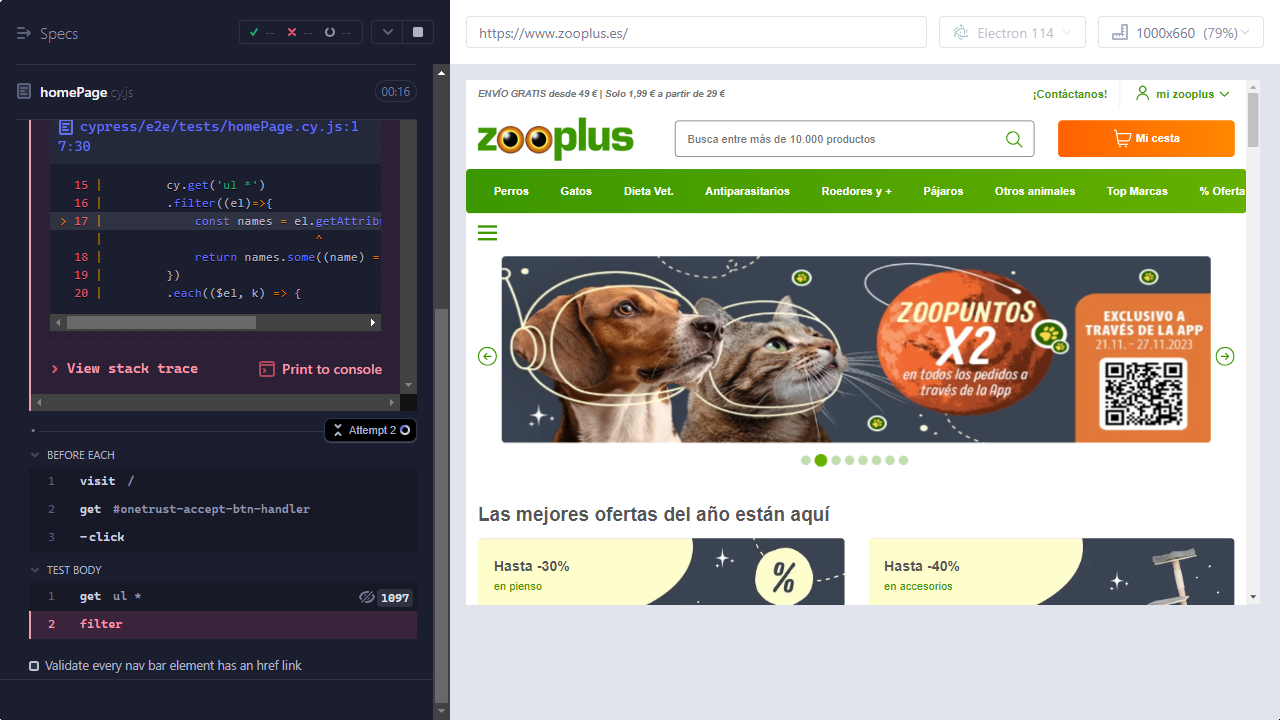 Specs
-- -- --
homePage.cy.js
00:16
cypress/e2e/tests/homePage.cy.js:1
7:30
15 | cy.get('ul *')
16 | .filter((el)=>{
> 17 | const names = el.getAttrib
| ^
18 | return names.some((name) =
19 | })
20 | .each(($el, k) => {
> View stack trace
Print to console
Attempt 2
BEFORE EACH
1 visit /
2 get #onetrust-accept-btn-handler
3 -click
TEST BODY
1 get ul * 1097
2 filter
Validate every nav bar element has an href link
https://www.zooplus.es/
Electron 114
1000x660 (79%)
ENVÍO GRATIS desde 49 € | Solo 1,99 € a partir de 29 €
¡Contáctanos!
mi zooplus
zooplus
Busca entre más de 10.000 productos
Mi cesta
Perros Gatos Dieta Vet. Antiparasitarios Roedores y + Pájaros Otros animales Top Marcas % Oferta
ZOOPUNTOS
X2
en todos los pedidos a
través de la App
EXCLUSIVO A
TRAVÉS DE LA APP
21.11. - 27.11.2023
Las mejores ofertas del año están aquí
Hasta -30%
en pienso
%
Hasta -40%
en accesorios